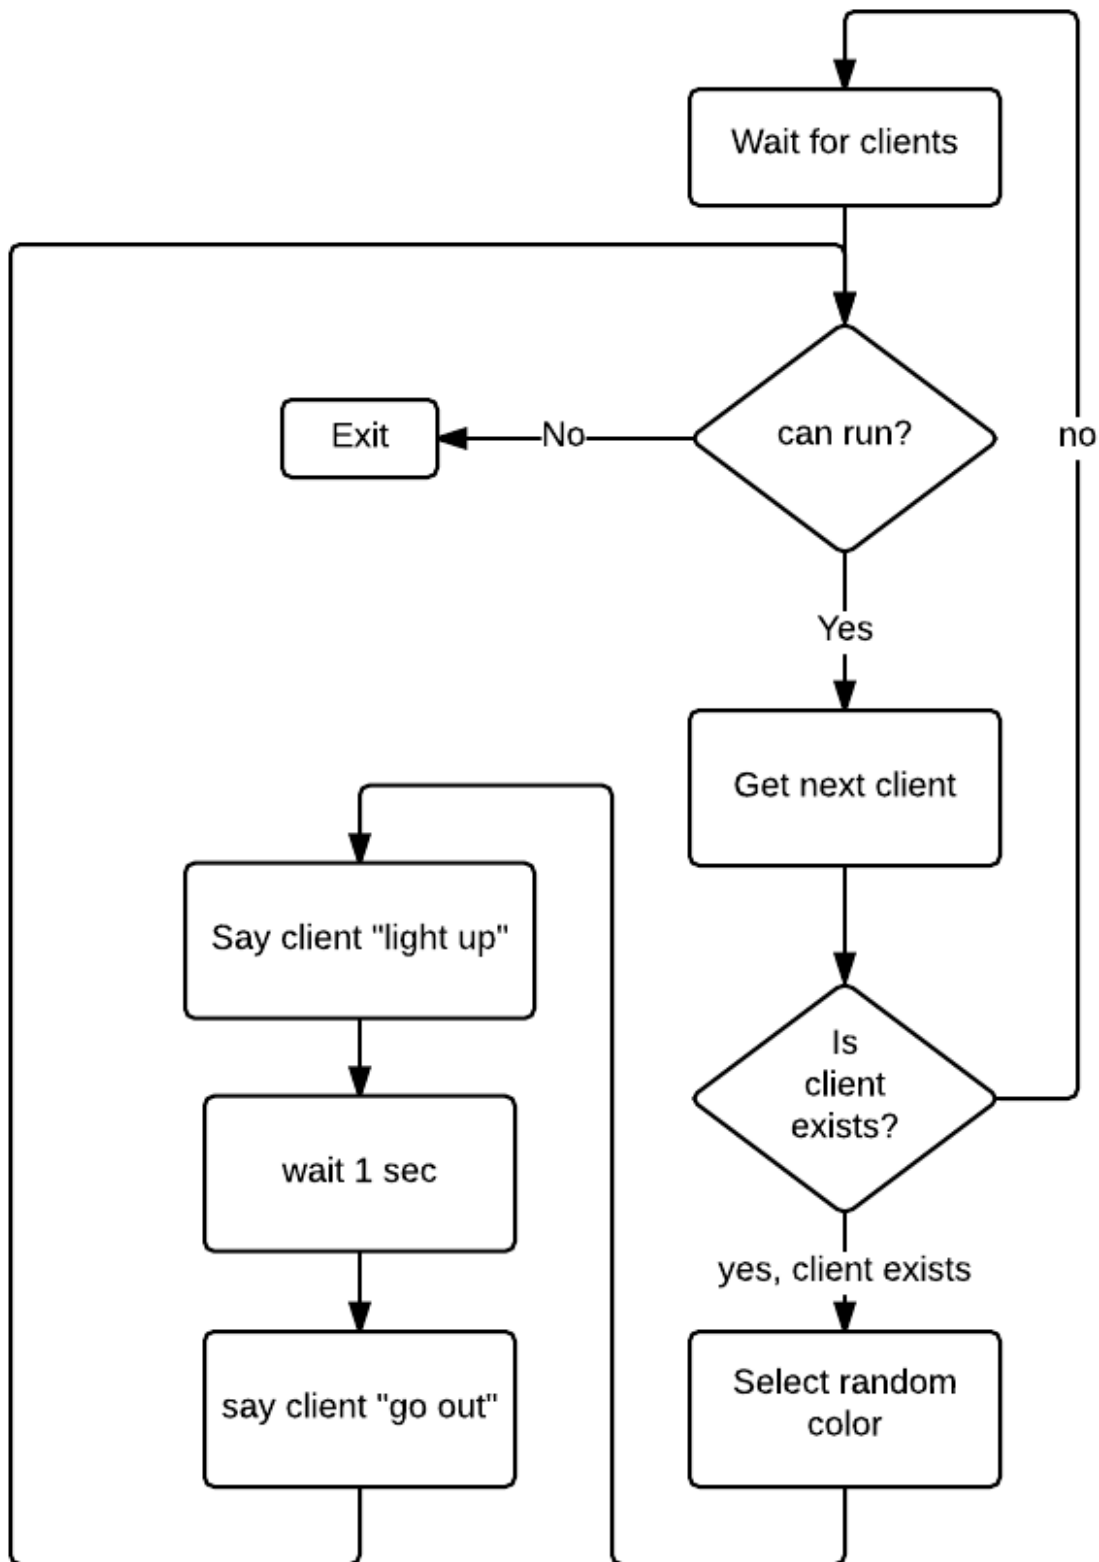 Wait for clients
can run?
No
Exit
no
Yes
Get next client
Is
client
exists?
yes, client exists
Select random
color
Say client "light up"
wait 1 sec
say client "go out"